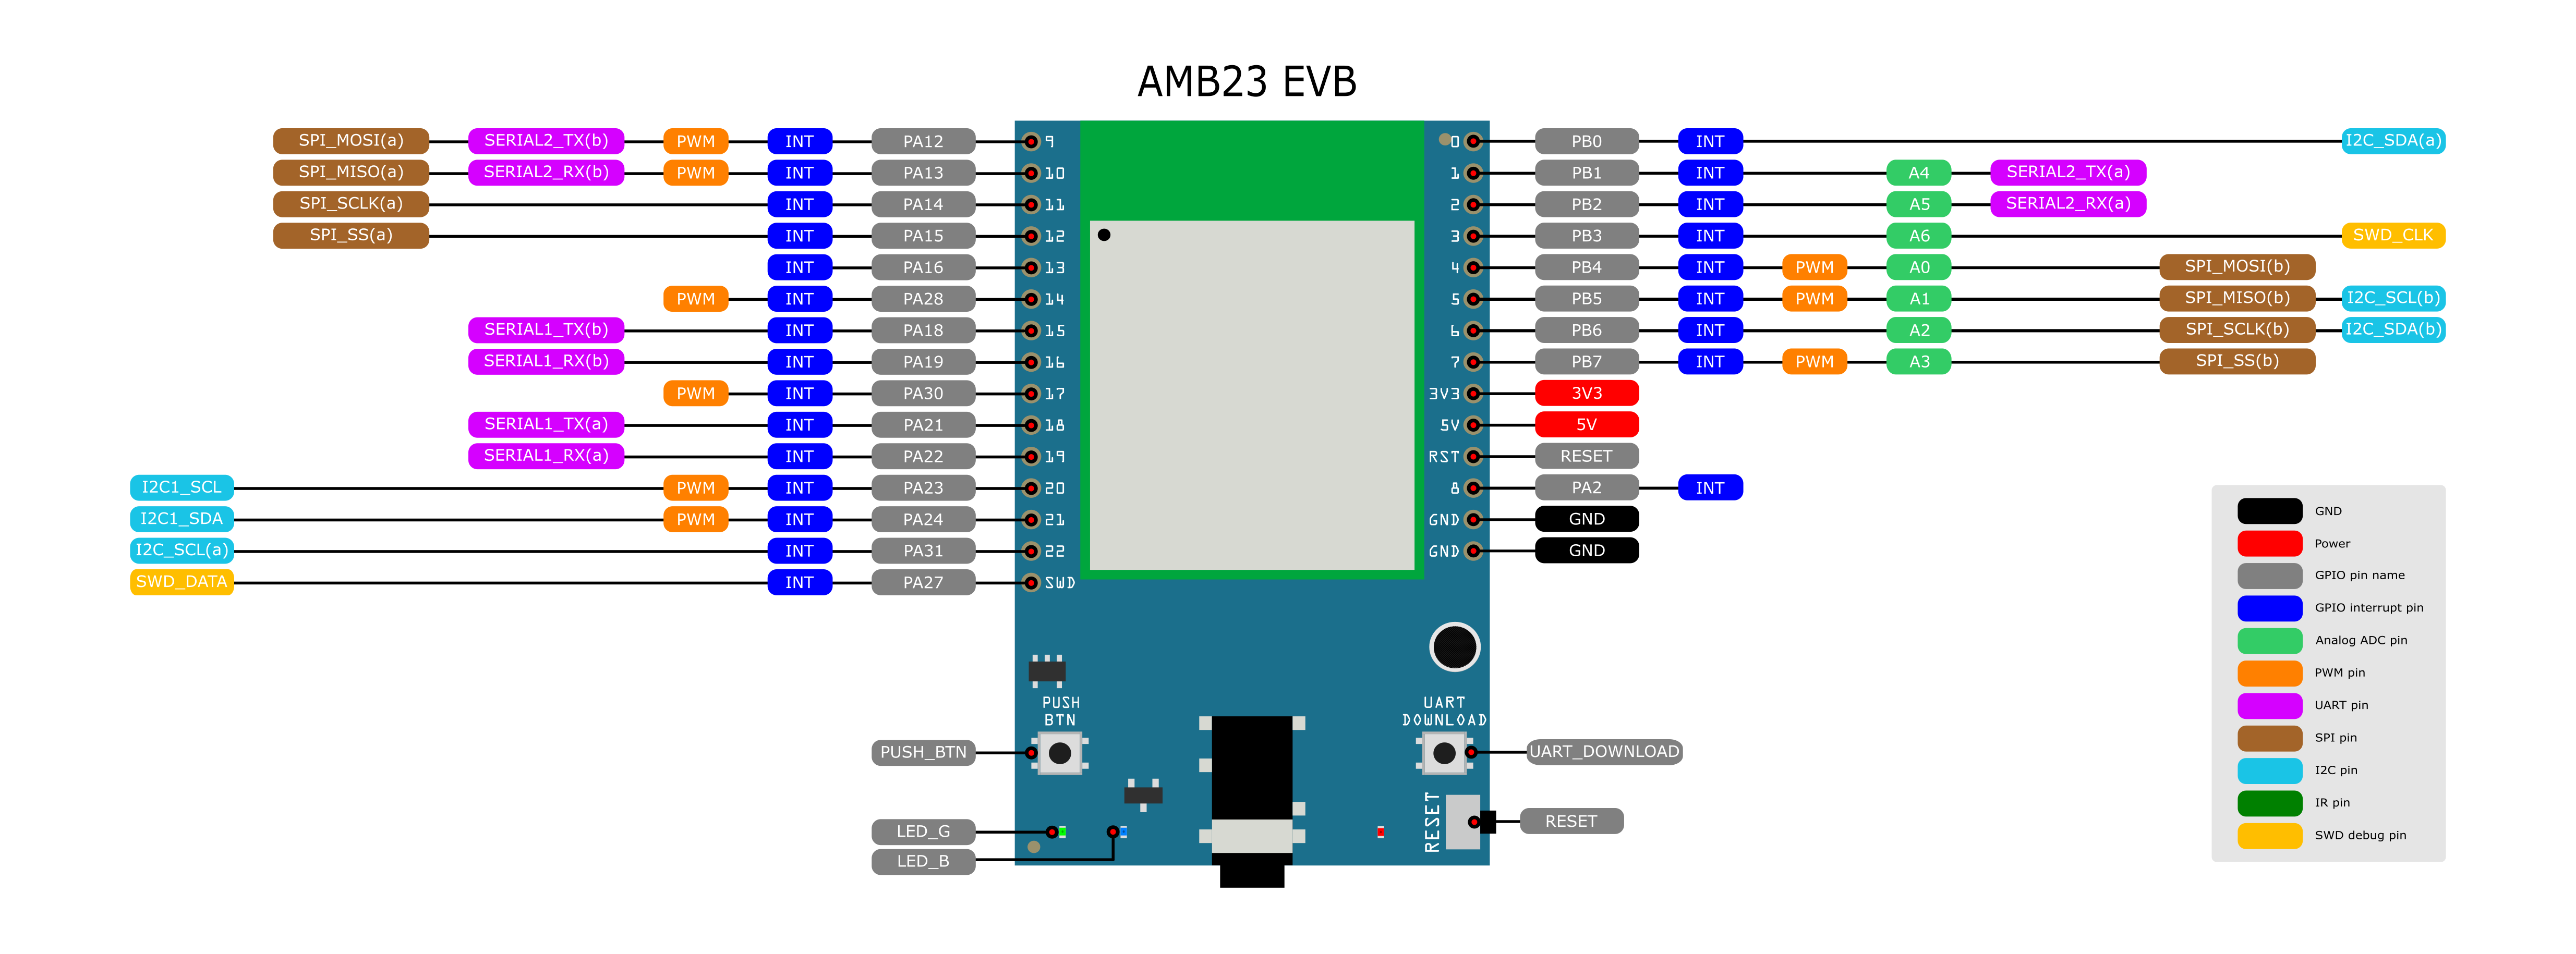 AMB23 EVB
SPI_MOSI(a) SERIAL2_TX(b) PWM INT PA12 9 0 PB0 INT I2C_SDA(a)
SPI_MISO(a) SERIAL2_RX(b) PWM INT PA13 10 1 PB1 INT A4 SERIAL2_TX(a)
SPI_SCLK(a) INT PA14 11 2 PB2 INT A5 SERIAL2_RX(a)
SPI_SS(a) INT PA15 12 3 PB3 INT A6 SWD_CLK
INT PA16 13 4 PB4 INT PWM A0 SPI_MOSI(b)
PWM INT PA28 14 5 PB5 INT PWM A1 SPI_MISO(b) I2C_SCL(b)
SERIAL1_TX(b) INT PA18 15 6 PB6 INT A2 SPI_SCLK(b) I2C_SDA(b)
SERIAL1_RX(b) INT PA19 16 7 PB7 INT PWM A3 SPI_SS(b)
PWM INT PA30 17 3V3 3V3
SERIAL1_TX(a) INT PA21 18 5V 5V
SERIAL1_RX(a) INT PA22 19 RST RESET
I2C1_SCL PWM INT PA23 20 8 PA2 INT
I2C1_SDA PWM INT PA24 21 GND GND
I2C_SCL(a) INT PA31 22 GND GND
SWD_DATA INT PA27 SWD
PUSH
BTN
UART
DOWNLOAD
PUSH_BTN
UART_DOWNLOAD
LED_G
LED_B
RESET
RESET
GND
Power
GPIO pin name
GPIO interrupt pin
Analog ADC pin
PWM pin
UART pin
SPI pin
I2C pin
IR pin
SWD debug pin